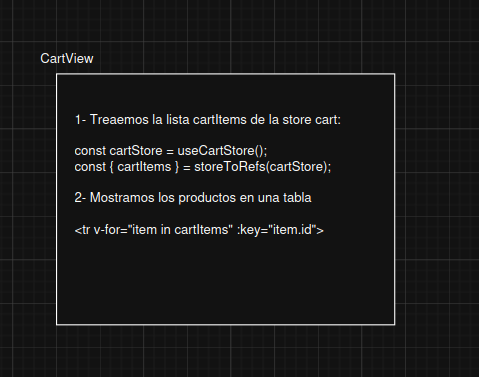 CartView
1- Treaemos la lista cartItems de la store cart:
const cartStore = useCartStore();
const { cartItems } = storeToRefs(cartStore);
2- Mostramos los productos en una tabla
<tr v-for="item in cartItems" :key="item.id">